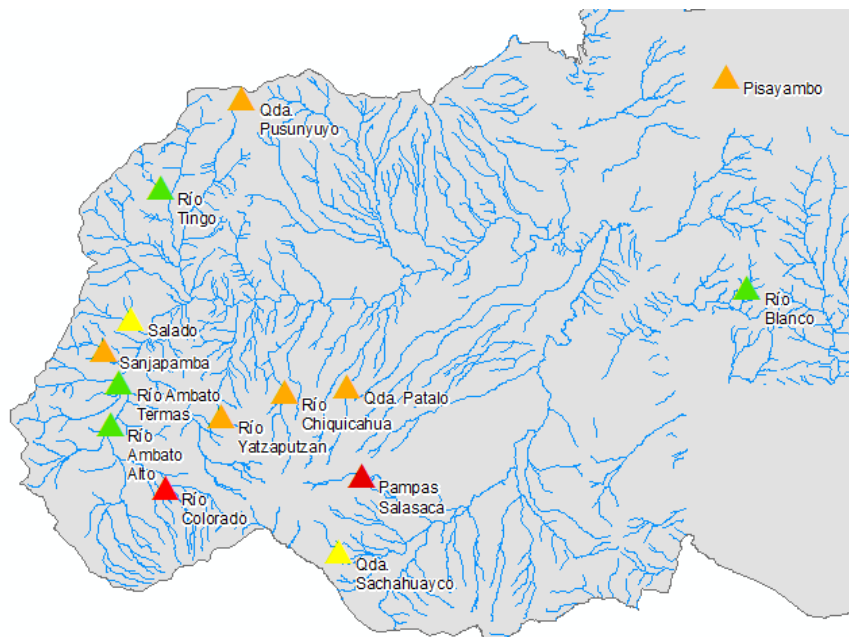 Pisayambo
Qda.
Pusunyuyo
Río
Tingo
Río
Blanco
Salado
Sanjapamba
Río Ambato
Termas
Qda. Patalo
Río
Chiquicahua
Río
Yatzaputzan
Río
Ambato
Alto
Pampas
Salasaca
Río
Colorado
Qda.
Sachahuayco